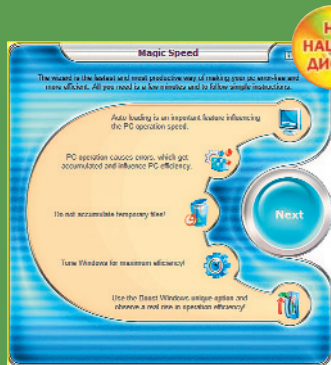 Magic Speed
The wizard is the fastest and most productive way of making your pc error-free and
more efficient. All you need is a few minutes and to follow simple instructions.
Auto loading is an important feature influencing
the PC operation speed.
PC operation causes errors, which get
accumulated and influence PC efficiency.
Do not accumulate temporary files!
Tune Windows for maximum efficiency!
Next
Use the Boost Windows unique option and
observe a real rise in operation efficiency!